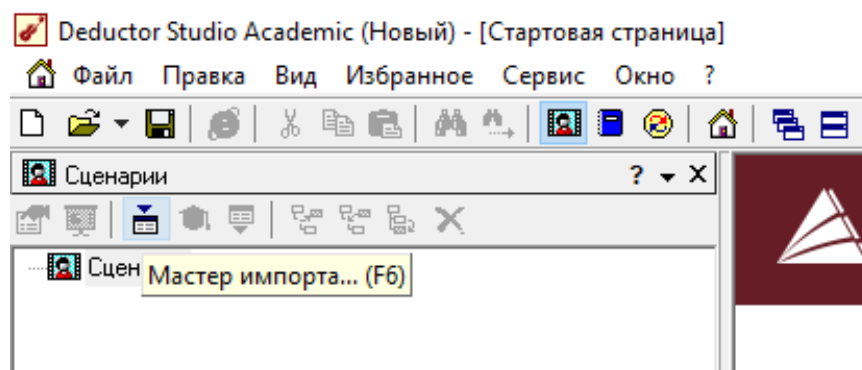 Deductor Studio Academic (Новый) - [Стартовая страница]
Файл Правка Вид Избранное Сервис Окно ?
Сценарии ?
Сцен
Мастер импорта... (F6)